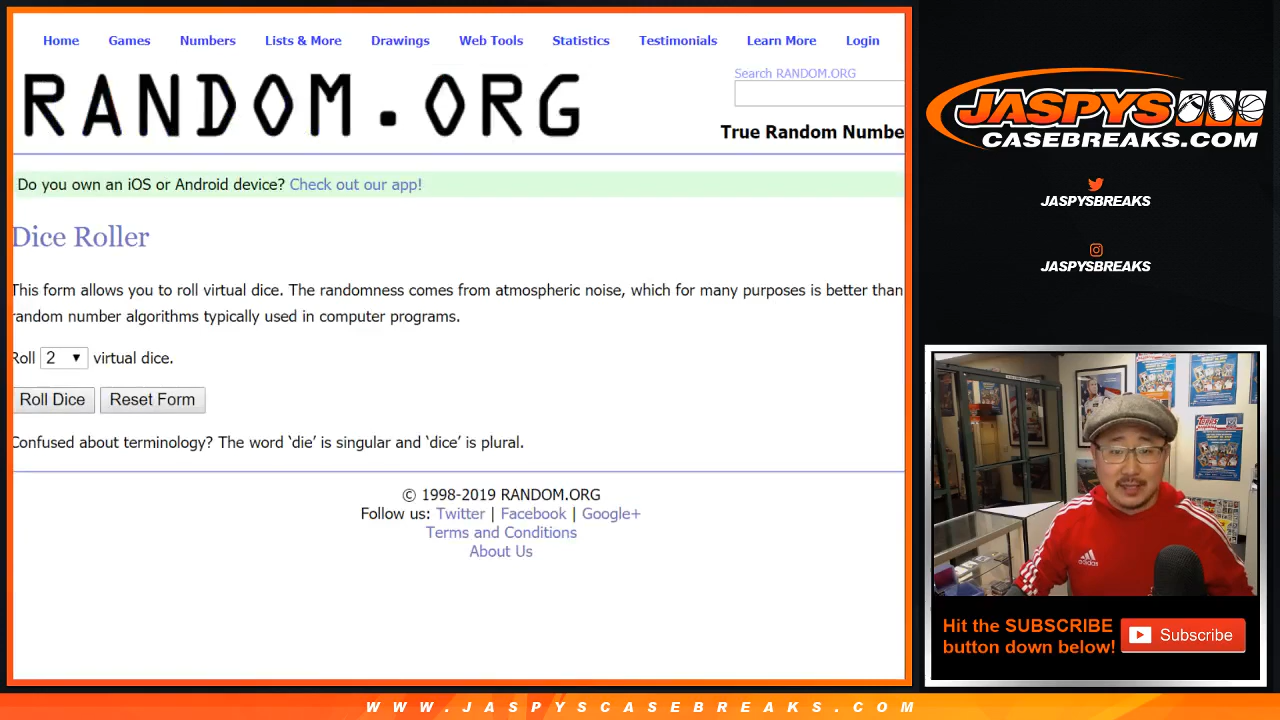 Home Games Numbers Lists & More Drawings Web Tools Statistics Testimonials Learn More Login
RANDOM.ORG
Search RANDOM.ORG
True Random Numbe
Do you own an iOS or Android device? Check out our app!
Dice Roller
This form allows you to roll virtual dice. The randomness comes from atmospheric noise, which for many purposes is better than
random number algorithms typically used in computer programs.
Roll 2 virtual dice.
Roll Dice Reset Form
Confused about terminology? The word ‘die’ is singular and ‘dice’ is plural.
© 1998-2019 RANDOM.ORG
Follow us: Twitter | Facebook | Google+
Terms and Conditions
About Us
JASPYS
CASEBREAKS.COM
JASPYSBREAKS
JASPYSBREAKS
TOPPS
adidas
Hit the SUBSCRIBE
button down below!
Subscribe
WWW.JASPYSCASEBREAKS.COM